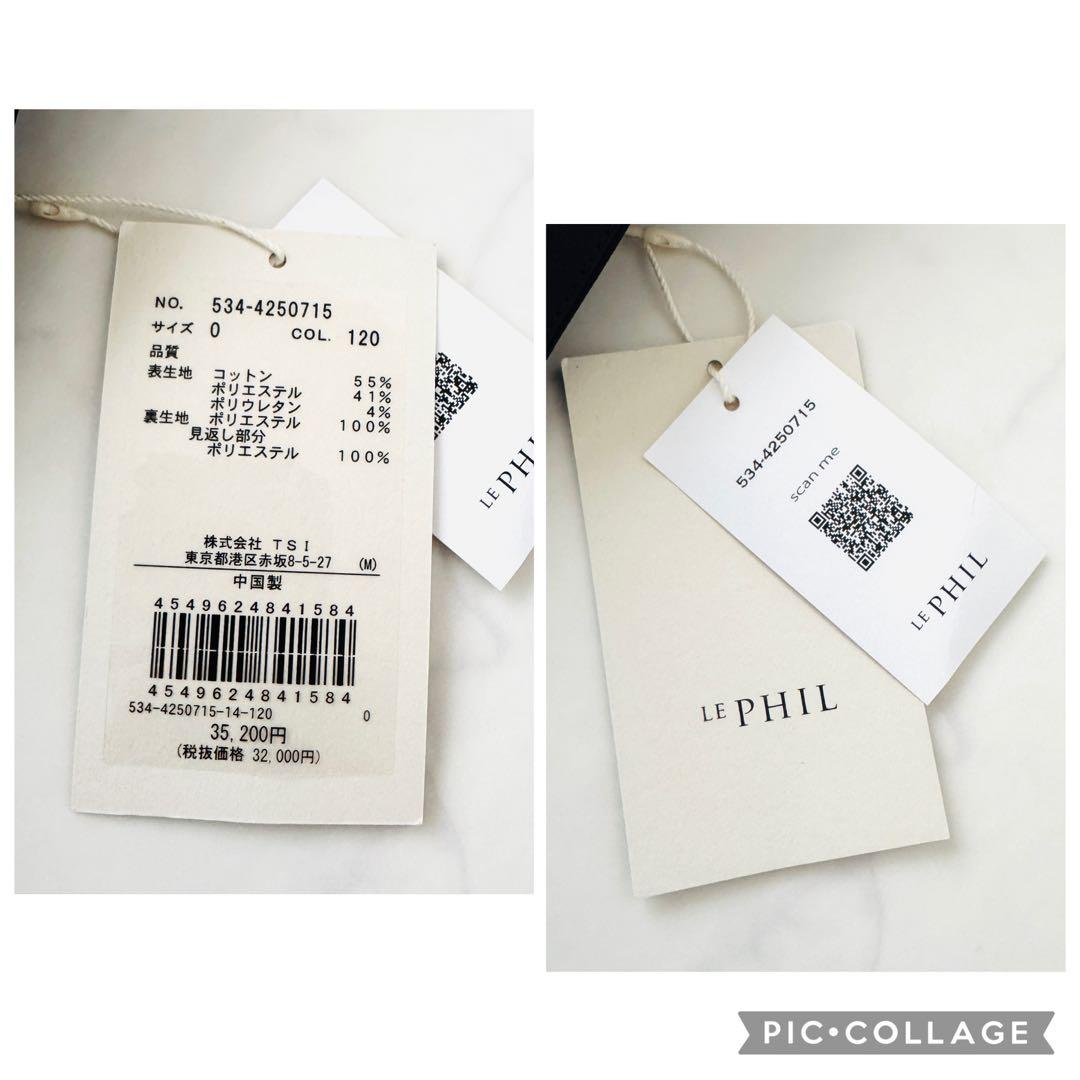 NO. 534-4250715
サイズ 0 COL. 120
品質
表生地 コットン 55%
ポリエステル 41%
ポリウレタン 4%
裏生地 ポリエステル 100%
見返し部分
ポリエステル 100%
株式会社 TSI
東京都港区赤坂8-5-27 (M)
中国製
4549624841584
4549624841584
534-4250715-14-120 0
35,200円
(税抜価格 32,000円)
LE PHI
534-4250715
scan me
LE PHIL
LE PHIL
PIC•COLLAGE